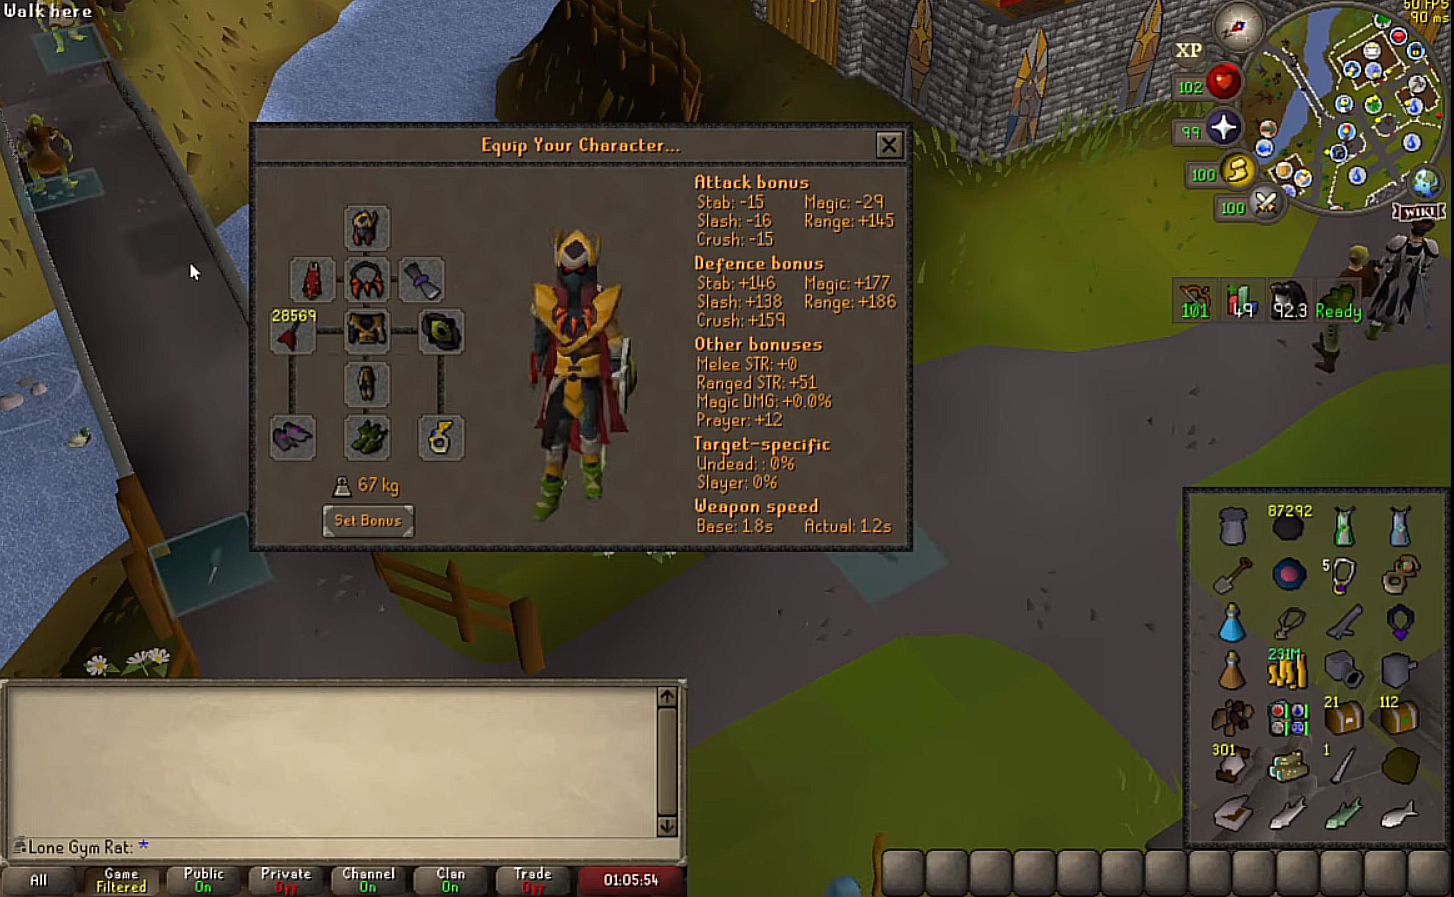 Walk here
50 FPS
90 ms
XP
102
99
100
100
WIKI
101
49
92.3
Ready
Equip Your Character...
28569
67 kg
Set Bonus
Attack bonus
Stab: -15 Magic: -29
Slash: -16 Range: +145
Crush: -15
Defence bonus
Stab: +146 Magic: +177
Slash: +138 Range: +186
Crush: +159
Other bonuses
Melee STR: +0
Ranged STR: +51
Magic DMG: +0.0%
Prayer: +12
Target-specific
Undead: : 0%
Slayer: 0%
Weapon speed
Base: 1.8s Actual: 1.2s
87292
5
231M
21
112
301
1
Lone Gym Rat: *
All
Game
Filtered
Public
On
Private
Off
Channel
On
Clan
On
Trade
Off
01:05:54